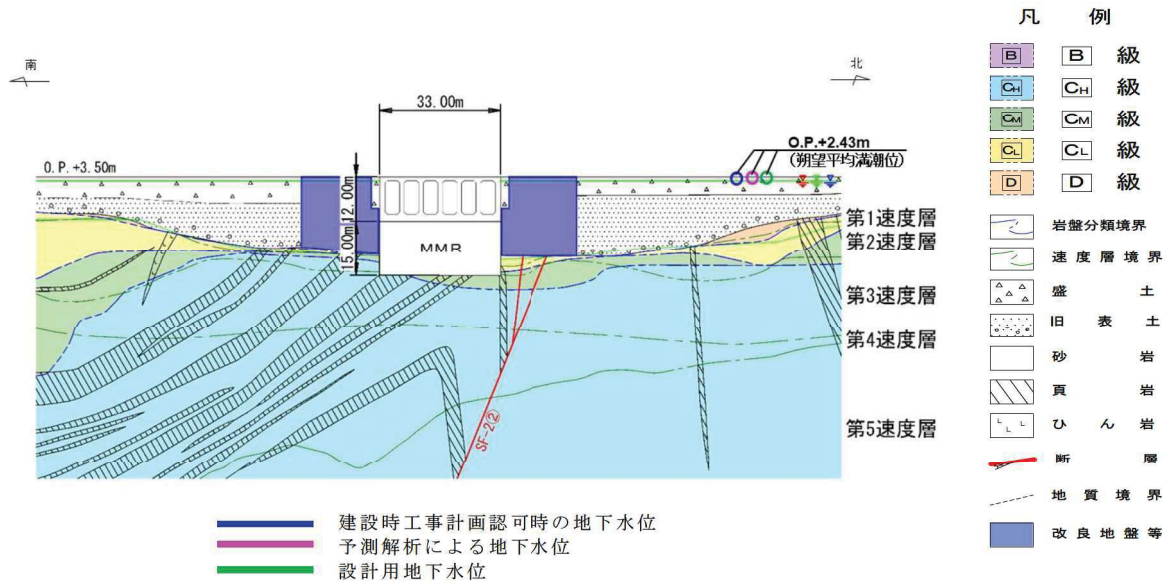 南
北
33.00m
O.P.+3.50m
O.P.+2.43m
(朔望平均満潮位)
12.00m
15.00m
MMR
SF-2②
第1速度層
第2速度層
第3速度層
第4速度層
第5速度層
建設時工事計画認可時の地下水位
予測解析による地下水位
設計用地下水位
凡 例
B B 級
CH CH 級
CM CM 級
CL CL 級
D D 級
岩盤分類境界
速度層境界
盛 土
旧 表 土
砂 岩
頁 岩
ひ ん 岩
断 層
地 質 境 界
改 良 地 盤 等